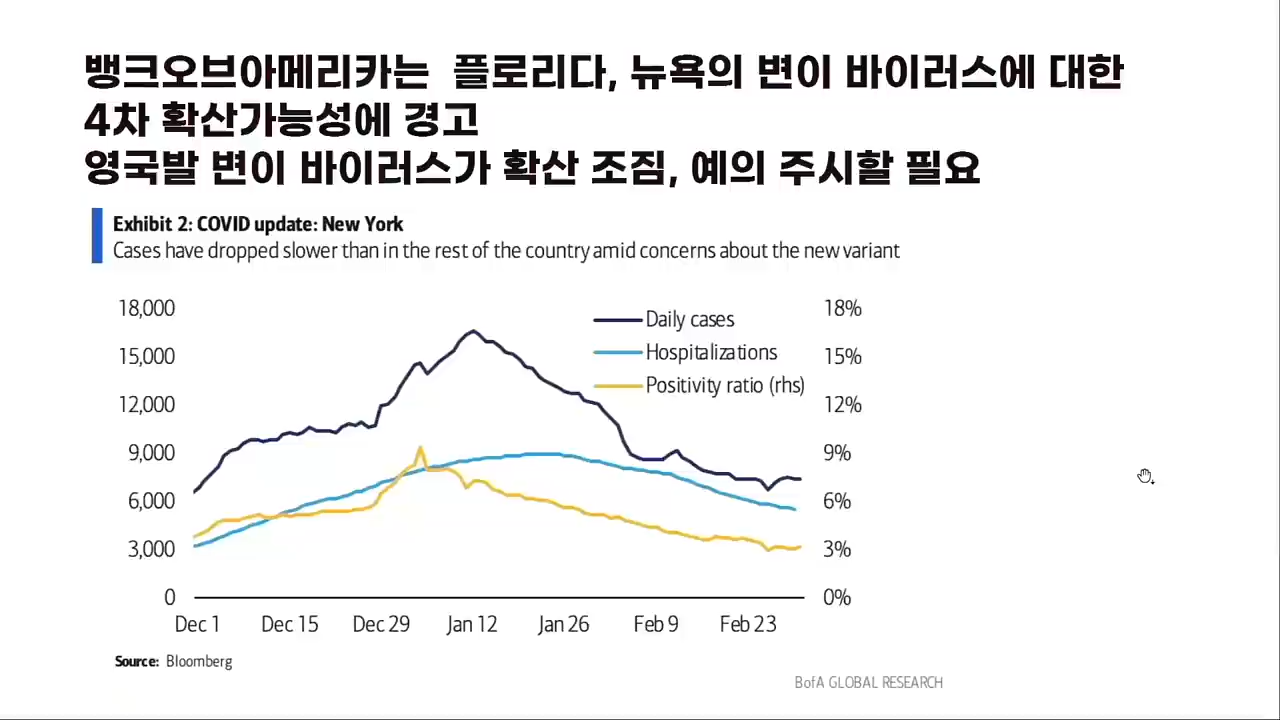 뱅크오브아메리카는 플로리다, 뉴욕의 변이 바이러스에 대한
4차 확산가능성에 경고
영국발 변이 바이러스가 확산 조짐, 예의 주시할 필요
Exhibit 2: COVID update: New York
Cases have dropped slower than in the rest of the country amid concerns about the new variant
18,000
15,000
12,000
9,000
6,000
3,000
0
Daily cases
Hospitalizations
Positivity ratio (rhs)
18%
15%
12%
9%
6%
3%
0%
Dec 1 Dec 15 Dec 29 Jan 12 Jan 26 Feb 9 Feb 23
Source: Bloomberg
BofA GLOBAL RESEARCH